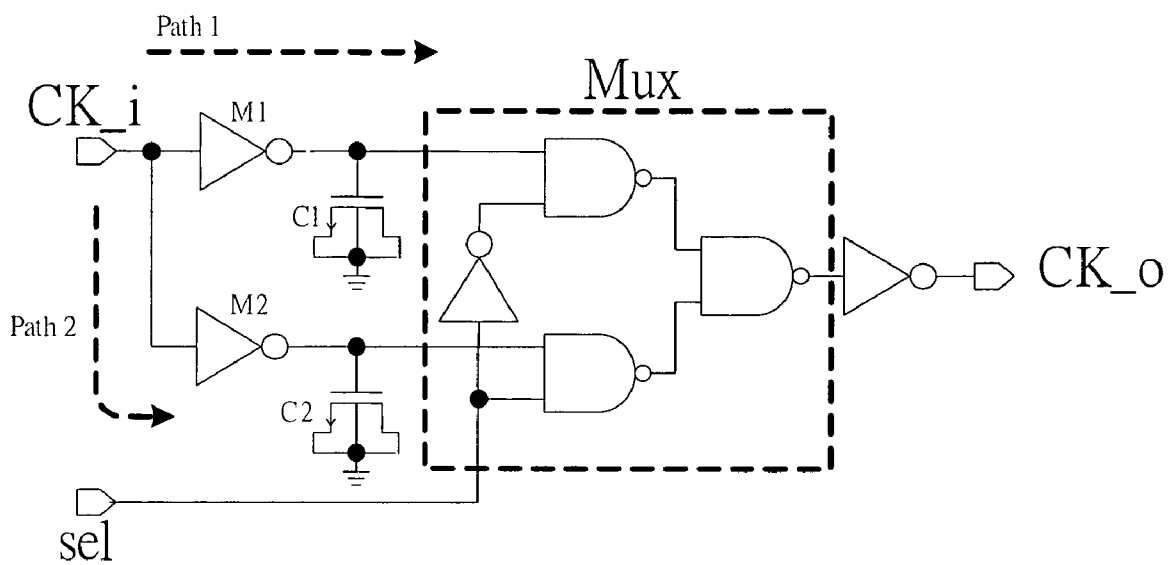 Path 1
Mux
CK_i
M1
C1
CK_o
M2
Path 2
C2
sel